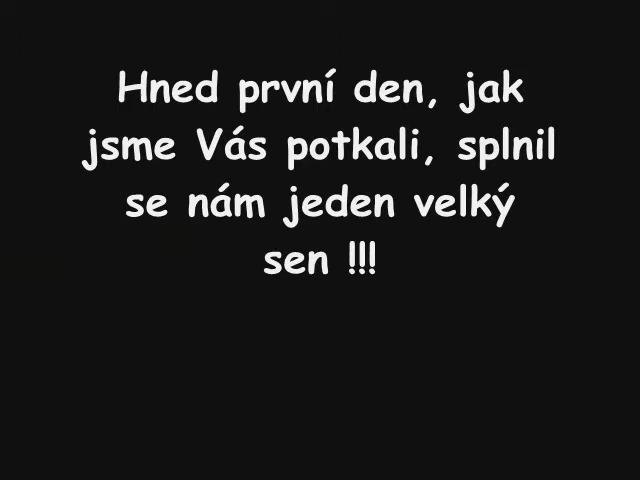 Hned první den, jak
jsme Vás potkali, splnil
se nám jeden velký
sen !!!